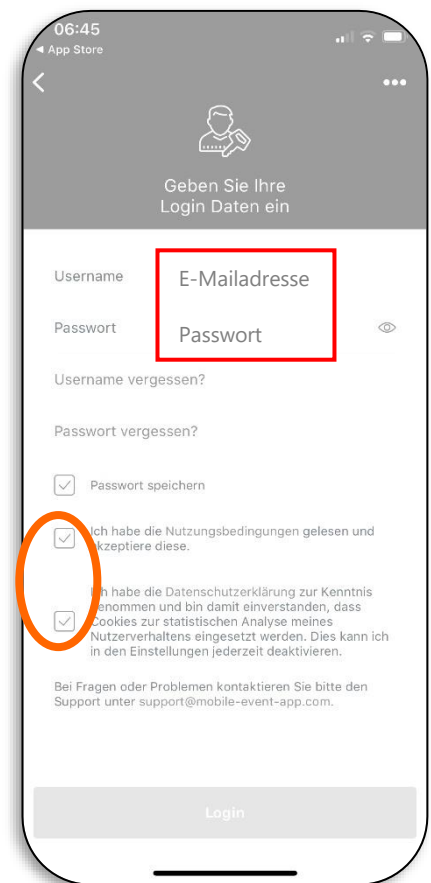 06:45
◀ App Store
Geben Sie Ihre
Login Daten ein
Username E-Mailadresse
Passwort Passwort
Username vergessen?
Passwort vergessen?
Passwort speichern
Ich habe die Nutzungsbedingungen gelesen und
akzeptiere diese.
Ich habe die Datenschutzerklärung zur Kenntnis
genommen und bin damit einverstanden, dass
Cookies zur statistischen Analyse meines
Nutzerverhaltens eingesetzt werden. Dies kann ich
in den Einstellungen jederzeit deaktivieren.
Bei Fragen oder Problemen kontaktieren Sie bitte den
Support unter support@mobile-event-app.com.
Login